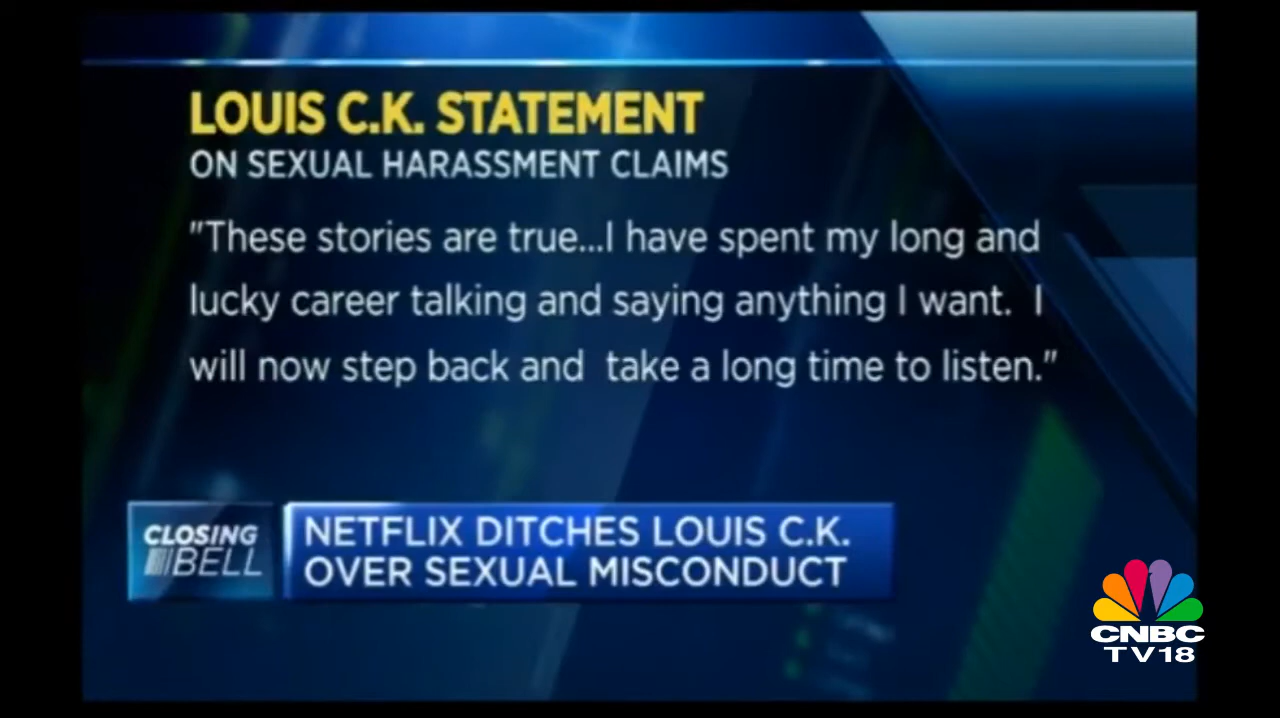 LOUIS C.K. STATEMENT
ON SEXUAL HARASSMENT CLAIMS
"These stories are true...I have spent my long and
lucky career talking and saying anything I want.  I
will now step back and  take a long time to listen."
CLOSING
BELL
NETFLIX DITCHES LOUIS C.K.
OVER SEXUAL MISCONDUCT
CNBC
TV18